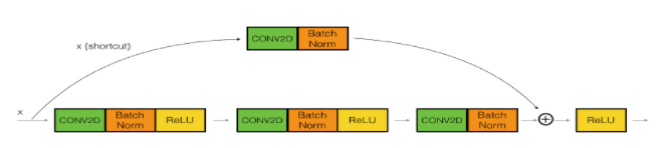 CONV2D Batch Norm
x (shortcut)
x
CONV2D Batch Norm ReLU CONV2D Batch Norm ReLU CONV2D Batch Norm ReLU